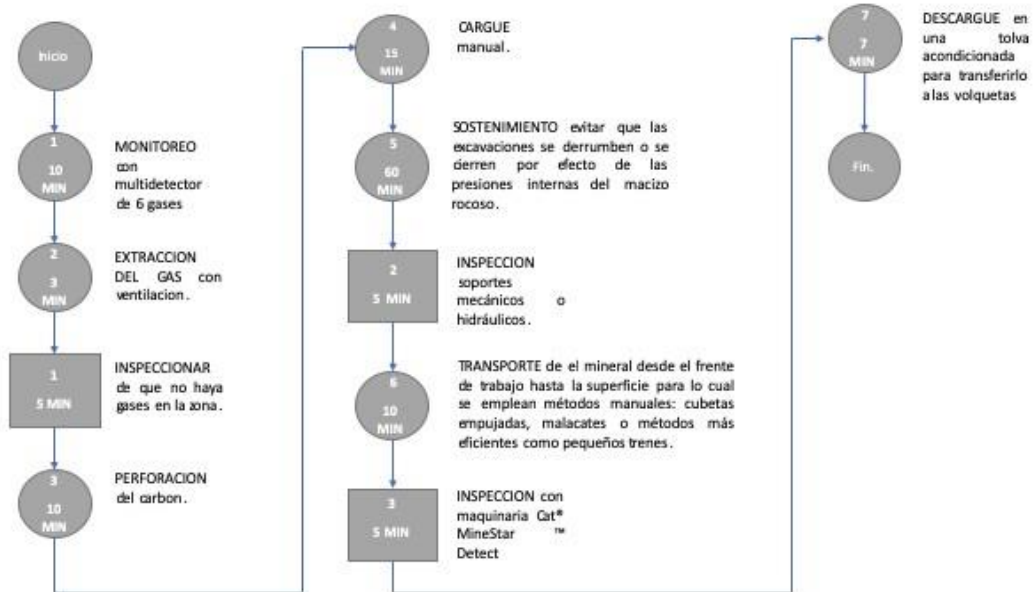 Inicio
1
10
MIN
MONITOREO
con
multidetector
de 6 gases
2
3
MIN
EXTRACCION
DEL GAS con
ventilacion.
1
5 MIN
INSPECCIONAR
de que no haya
gases en la zona.
3
10
MIN
PERFORACION
del carbon.
4
15
MIN
CARGUE
manual.
5
60
MIN
SOSTENIMIENTO evitar que las
excavaciones se derrumben o se
cierren por efecto de las
presiones internas del macizo
rocoso.
2
5 MIN
INSPECCION
soportes
mecánicos o
hidráulicos.
6
10
MIN
TRANSPORTE de el mineral desde el frente
de trabajo hasta la superficie para lo cual
se emplean métodos manuales: cubetas
empujadas, malacates o métodos más
eficientes como pequeños trenes.
3
5 MIN
INSPECCION con
maquinaria Cat®
MineStar ™
Detect
7
7
MIN
DESCARGUE en
una tolva
acondicionada
para transferirlo
a las volquetas
Fin.